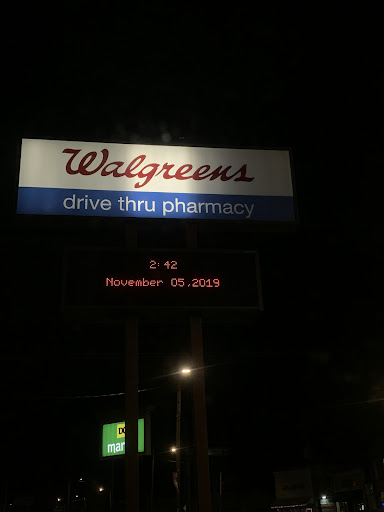 Walgreens
drive thru pharmacy
2:42
November 05,2019